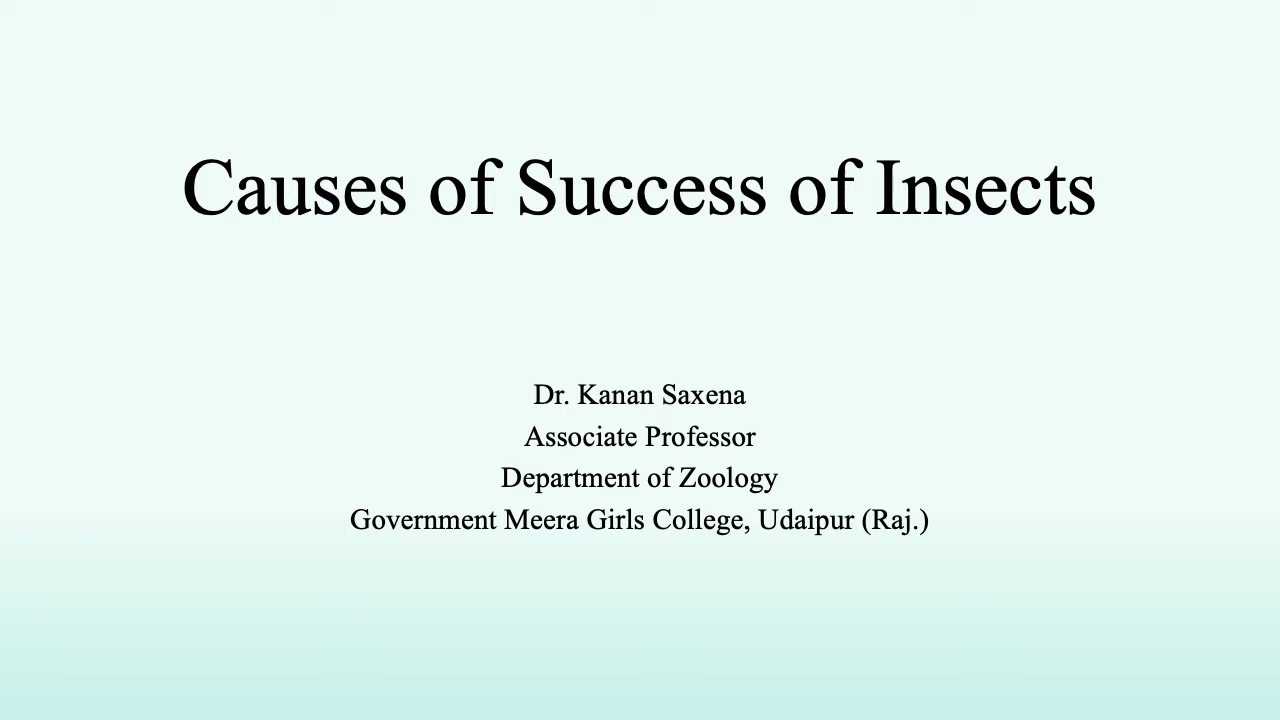 Causes of Success of Insects
Dr. Kanan Saxena
Associate Professor
Department of Zoology
Government Meera Girls College, Udaipur (Raj.)